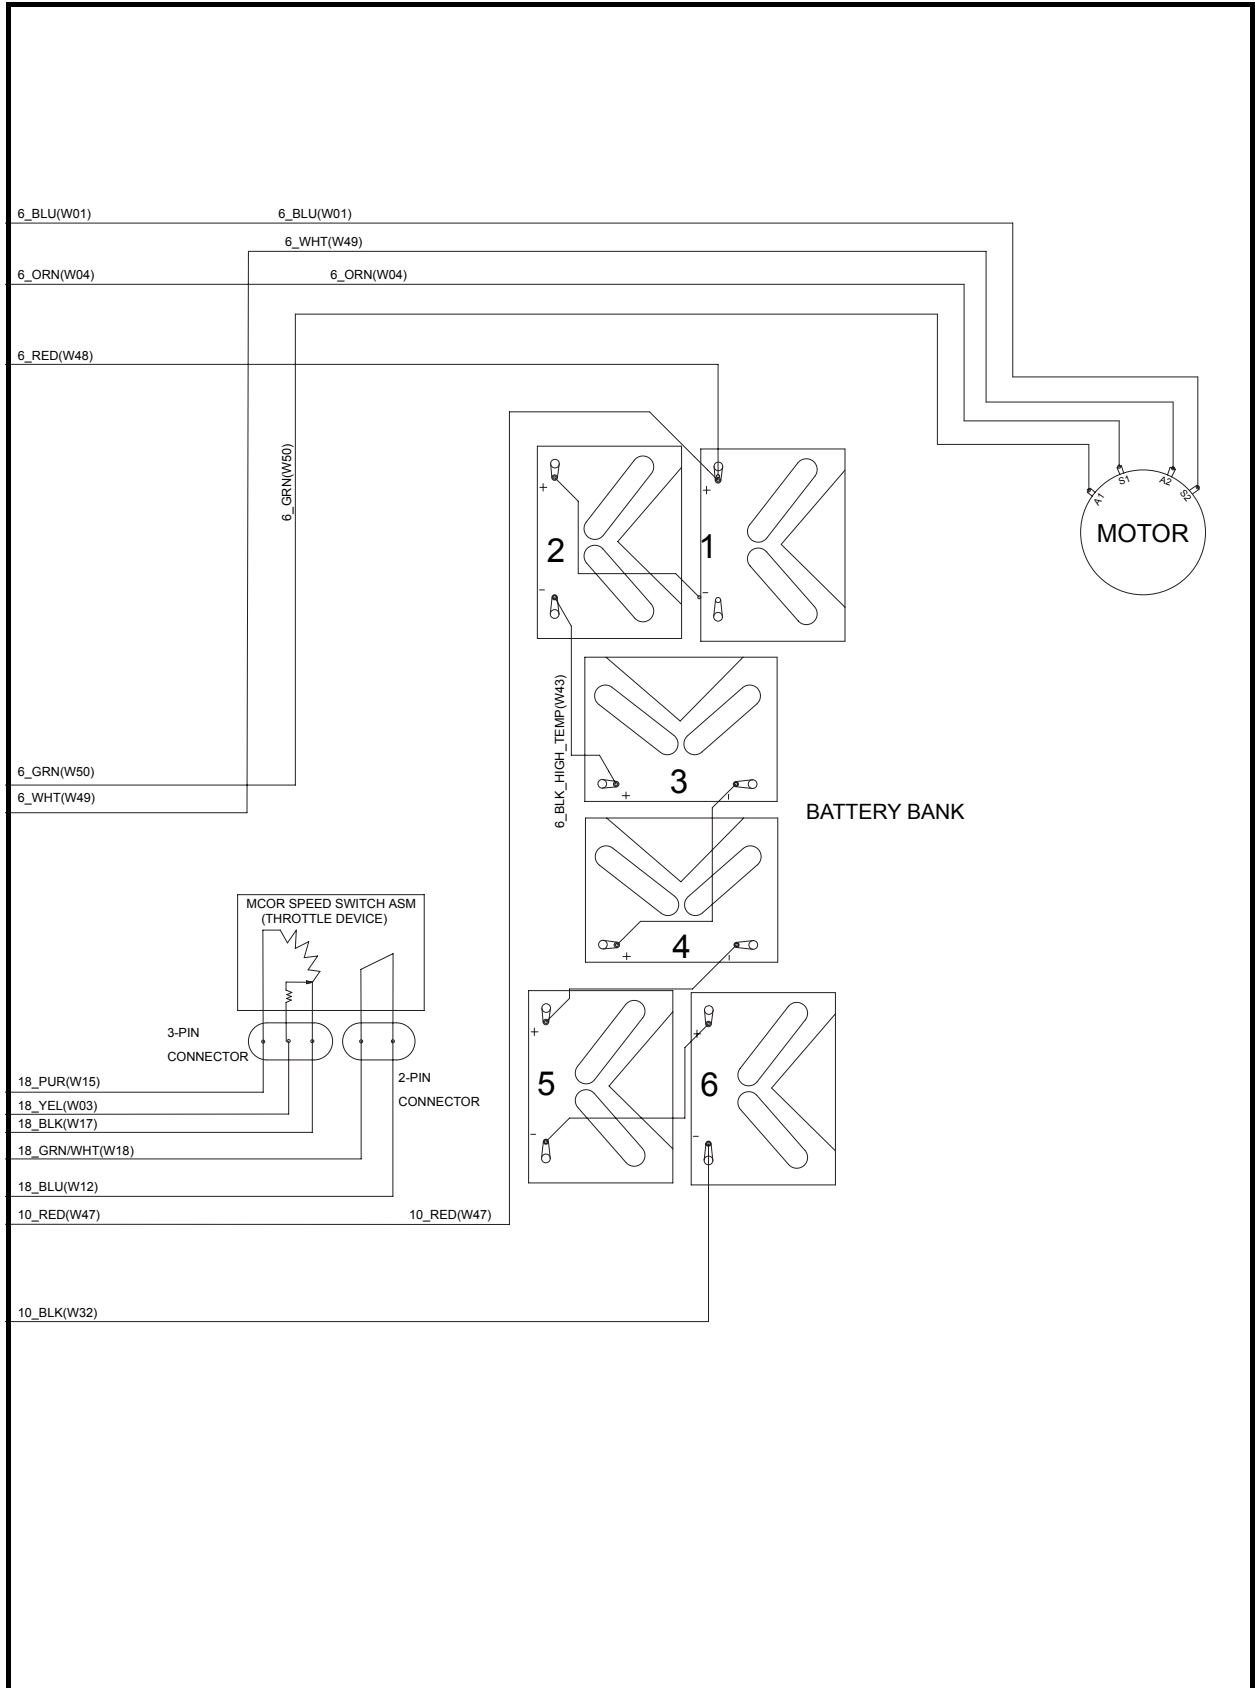 6_BLU(W01) 6_BLU(W01)
6_WHT(W49)
6_ORN(W04) 6_ORN(W04)
6_RED(W48)
6_GRN(W50)
A1
S1
A2
S2
MOTOR
+
2
-
+
1
-
6_BLK_HIGH_TEMP(W43)
3
+ -
BATTERY BANK
6_GRN(W50)
6_WHT(W49)
4
+ -
MCOR SPEED SWITCH ASM
(THROTTLE DEVICE)
3-PIN
CONNECTOR
2-PIN
CONNECTOR
+
5
-
+
6
-
18_PUR(W15)
18_YEL(W03)
18_BLK(W17)
18_GRN/WHT(W18)
18_BLU(W12)
10_RED(W47) 10_RED(W47)
10_BLK(W32)